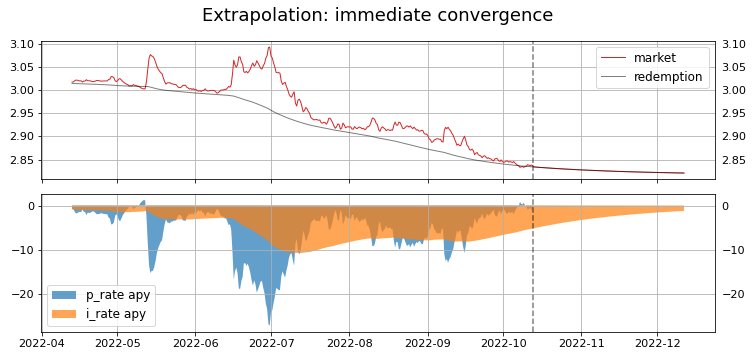 Extrapolation: immediate convergence
3.10 3.10
3.05 3.05
3.00 3.00
2.95 2.95
2.90 2.90
2.85 2.85
market
redemption
0 0
−10 −10
−20 −20
p_rate apy
i_rate apy
2022-04 2022-05 2022-06 2022-07 2022-08 2022-09 2022-10 2022-11 2022-12